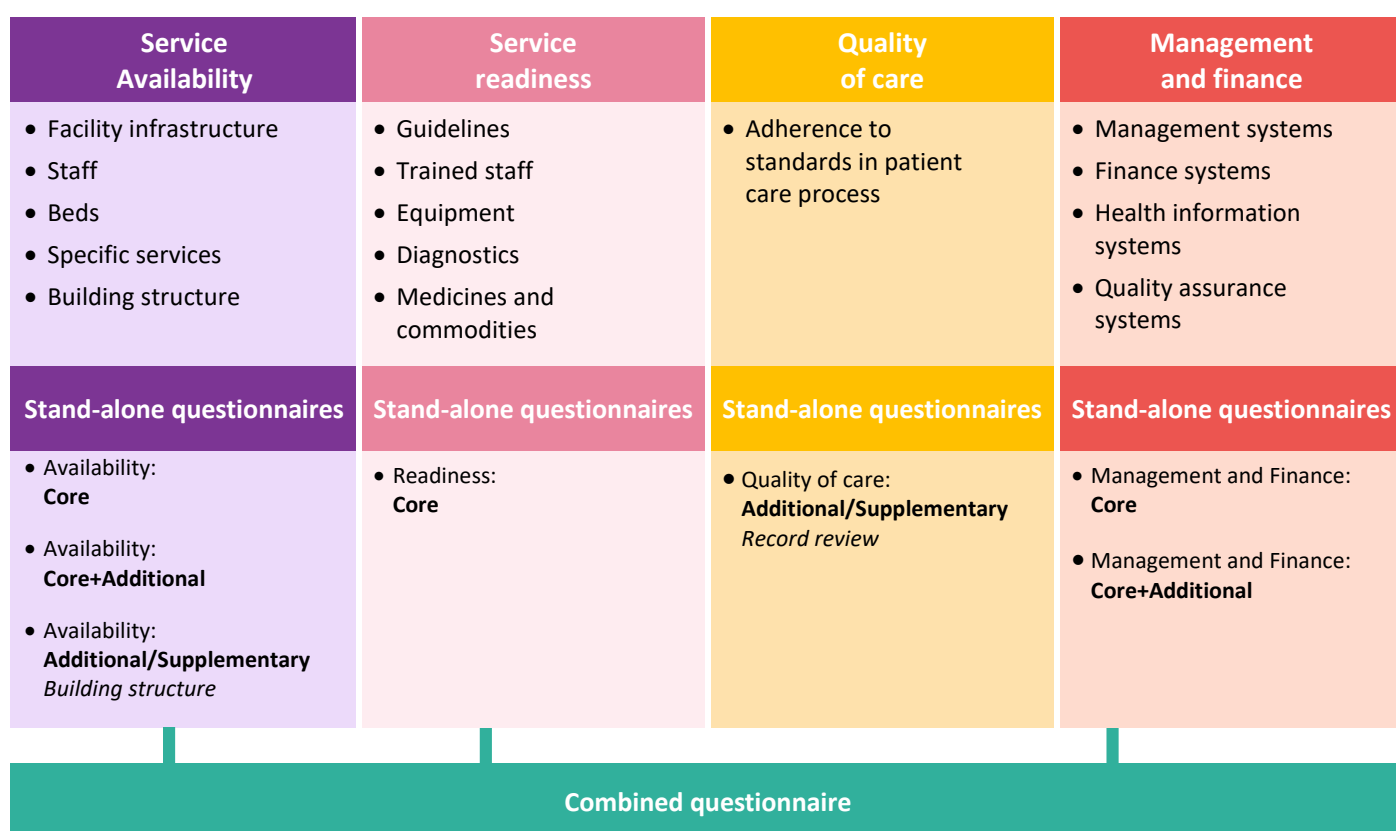 Service
Availability
• Facility infrastructure
• Staff
• Beds
• Specific services
• Building structure
Stand-alone questionnaires
• Availability:
Core
• Availability:
Core+Additional
• Availability:
Additional/Supplementary
Building structure
Service
readiness
• Guidelines
• Trained staff
• Equipment
• Diagnostics
• Medicines and
commodities
Stand-alone questionnaires
• Readiness:
Core
Quality
of care
• Adherence to
standards in patient
care process
Stand-alone questionnaires
• Quality of care:
Additional/Supplementary
Record review
Management
and finance
• Management systems
• Finance systems
• Health information
systems
• Quality assurance
systems
Stand-alone questionnaires
• Management and Finance:
Core
• Management and Finance:
Core+Additional
Combined questionnaire